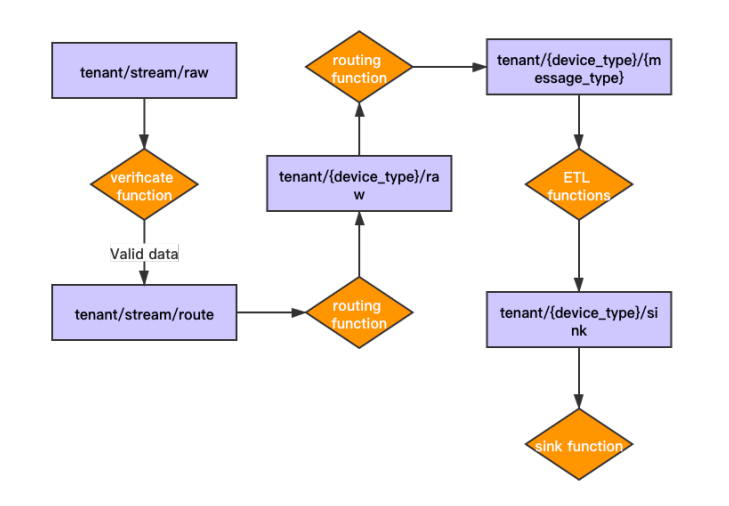 tenant/stream/raw
verificate
function
Valid data
tenant/stream/route
routing
function
tenant/{device_type}/ra
w
routing
function
tenant/{device_type}/{m
essage_type}
ETL
functions
tenant/{device_type}/si
nk
sink function